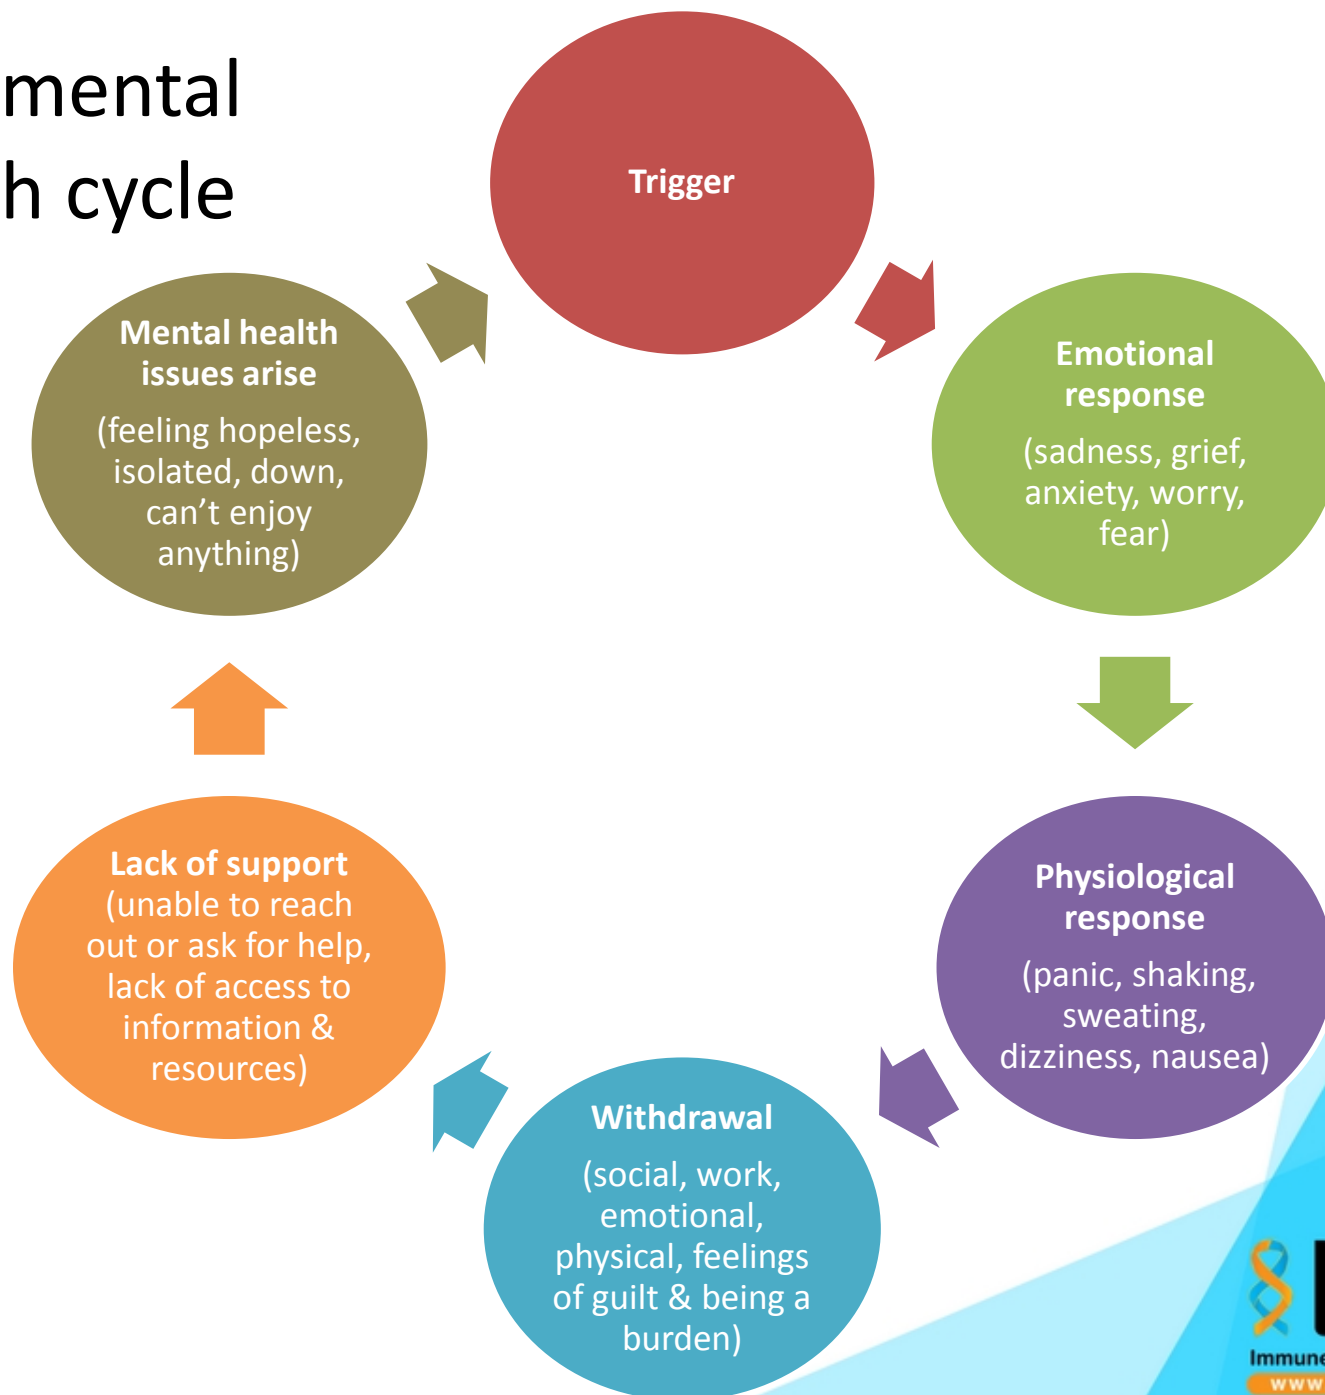 mental
h cycle
Trigger
Emotional
response
(sadness, grief,
anxiety, worry,
fear)
Physiological
response
(panic, shaking,
sweating,
dizziness, nausea)
Withdrawal
(social, work,
emotional,
physical, feelings
of guilt & being a
burden)
Lack of support
(unable to reach
out or ask for help,
lack of access to
information &
resources)
Mental health
issues arise
(feeling hopeless,
isolated, down,
can’t enjoy
anything)
Immune
www